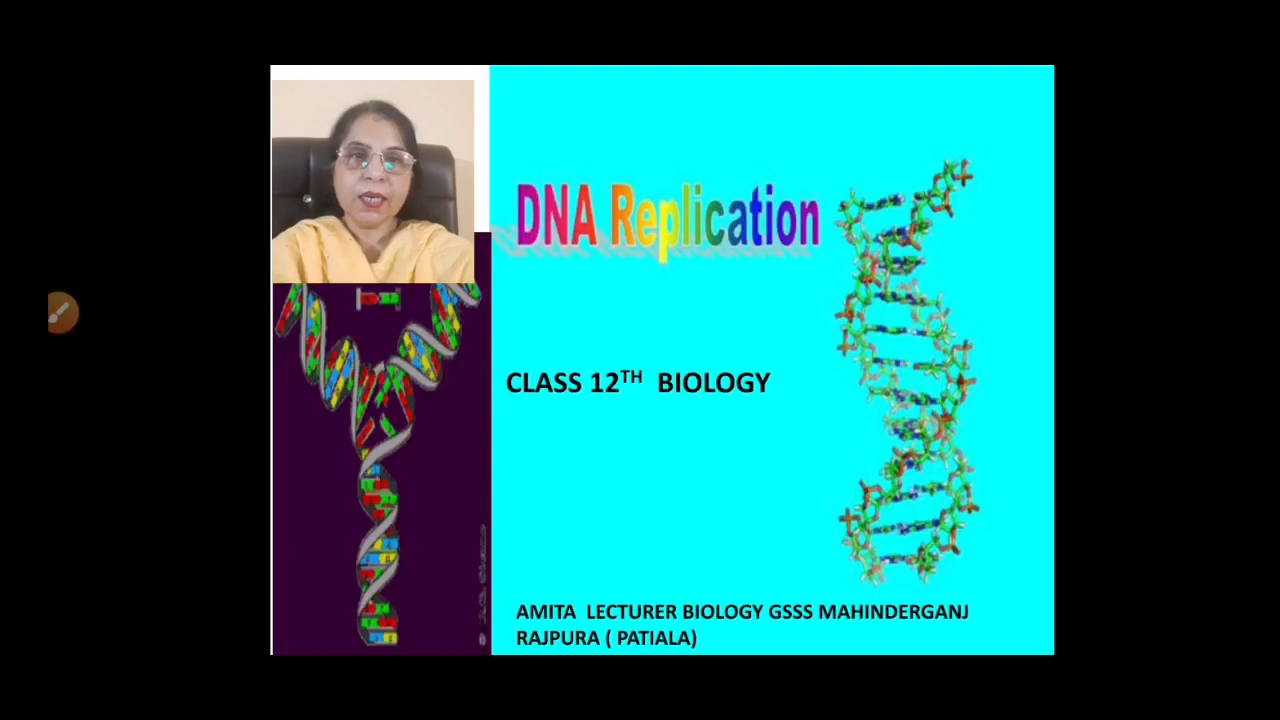 DNA Replication
CLASS 12TH BIOLOGY
AMITA LECTURER BIOLOGY GSSS MAHINDERGANJ
RAJPURA ( PATIALA)